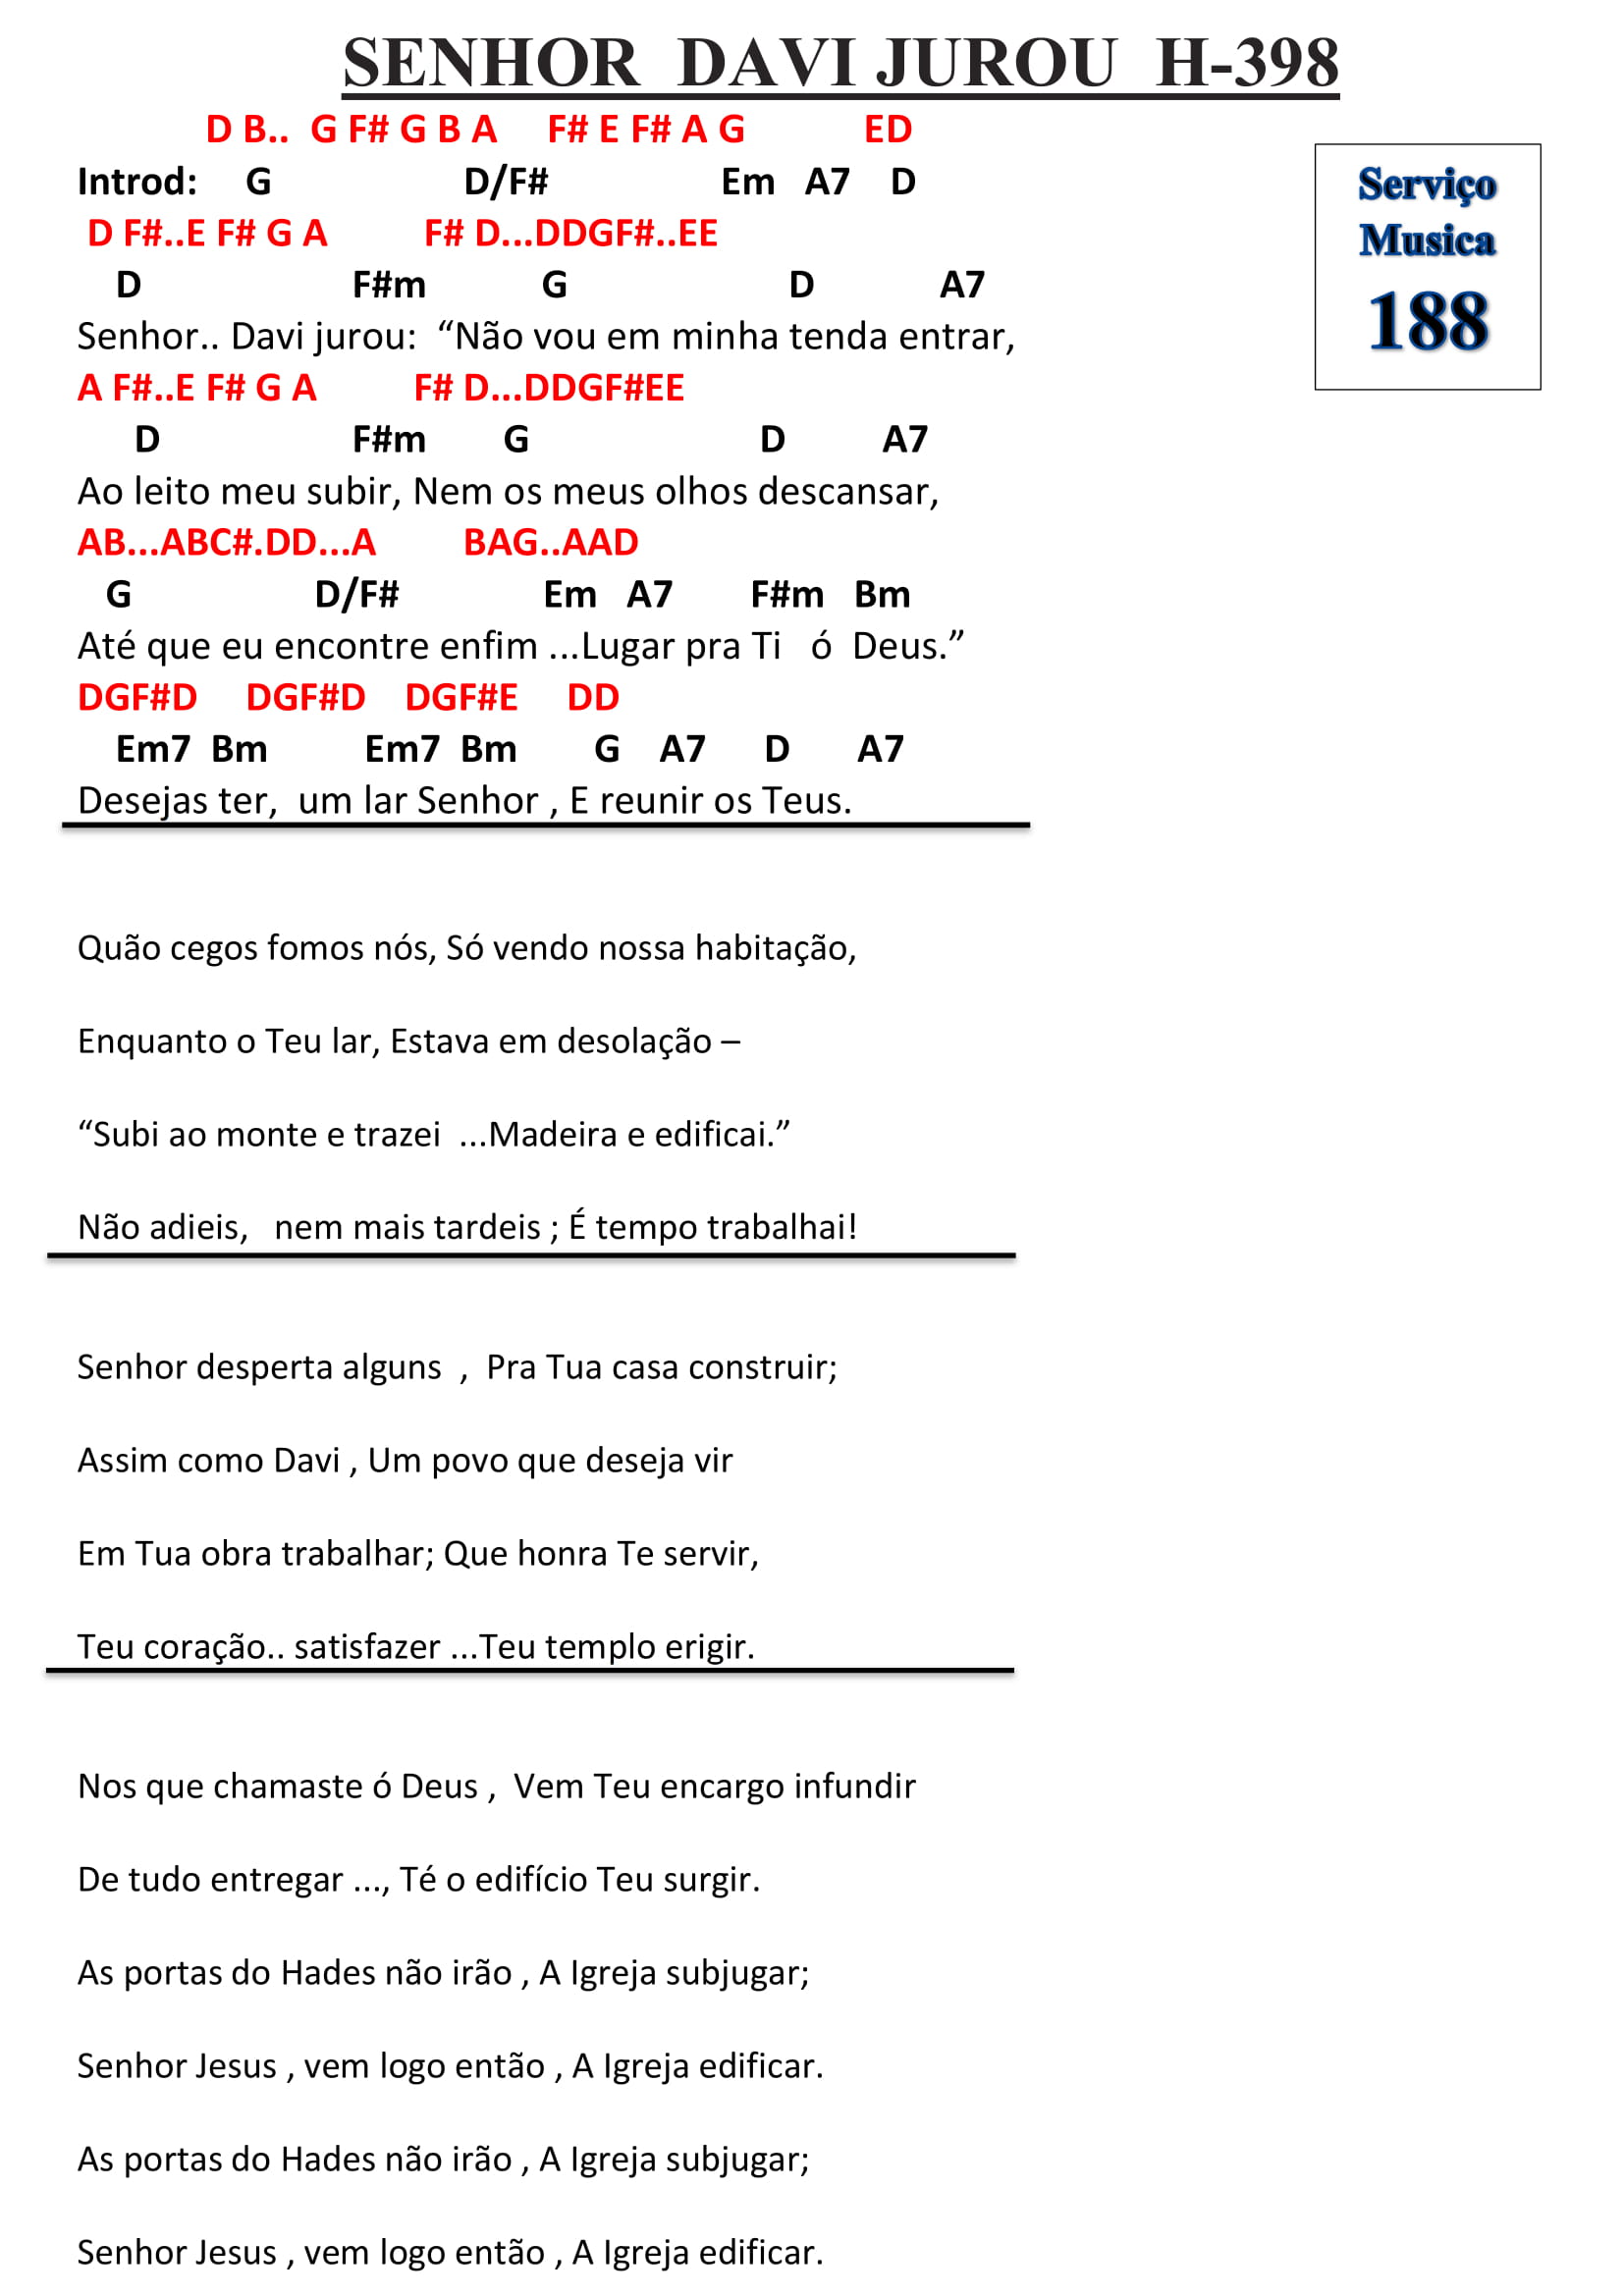 SENHOR DAVI JUROU H-398
D B.. G F# G B A F# E F# A G ED
Introd: G D/F# Em A7 D
Serviço
Musica
188
D F#..E F# G A F# D...DDGF#..EE
D F#m G D A7
Senhor.. Davi jurou: “Não vou em minha tenda entrar,
A F#..E F# G A F# D...DDGF#EE
D F#m G D A7
Ao leito meu subir, Nem os meus olhos descansar,
AB...ABC#.DD...A BAG..AAD
G D/F# Em A7 F#m Bm
Até que eu encontre enfim ...Lugar pra Ti ó Deus.”
DGF#D DGF#D DGF#E DD
Em7 Bm Em7 Bm G A7 D A7
Desejas ter, um lar Senhor , E reunir os Teus.
Quão cegos fomos nós, Só vendo nossa habitação,
Enquanto o Teu lar, Estava em desolação –
“Subi ao monte e trazei ...Madeira e edificai.”
Não adieis, nem mais tardeis ; É tempo trabalhai!
Senhor desperta alguns , Pra Tua casa construir;
Assim como Davi , Um povo que deseja vir
Em Tua obra trabalhar; Que honra Te servir,
Teu coração.. satisfazer ...Teu templo erigir.
Nos que chamaste ó Deus , Vem Teu encargo infundir
De tudo entregar ..., Té o edifício Teu surgir.
As portas do Hades não irão , A Igreja subjugar;
Senhor Jesus , vem logo então , A Igreja edificar.
As portas do Hades não irão , A Igreja subjugar;
Senhor Jesus , vem logo então , A Igreja edificar.